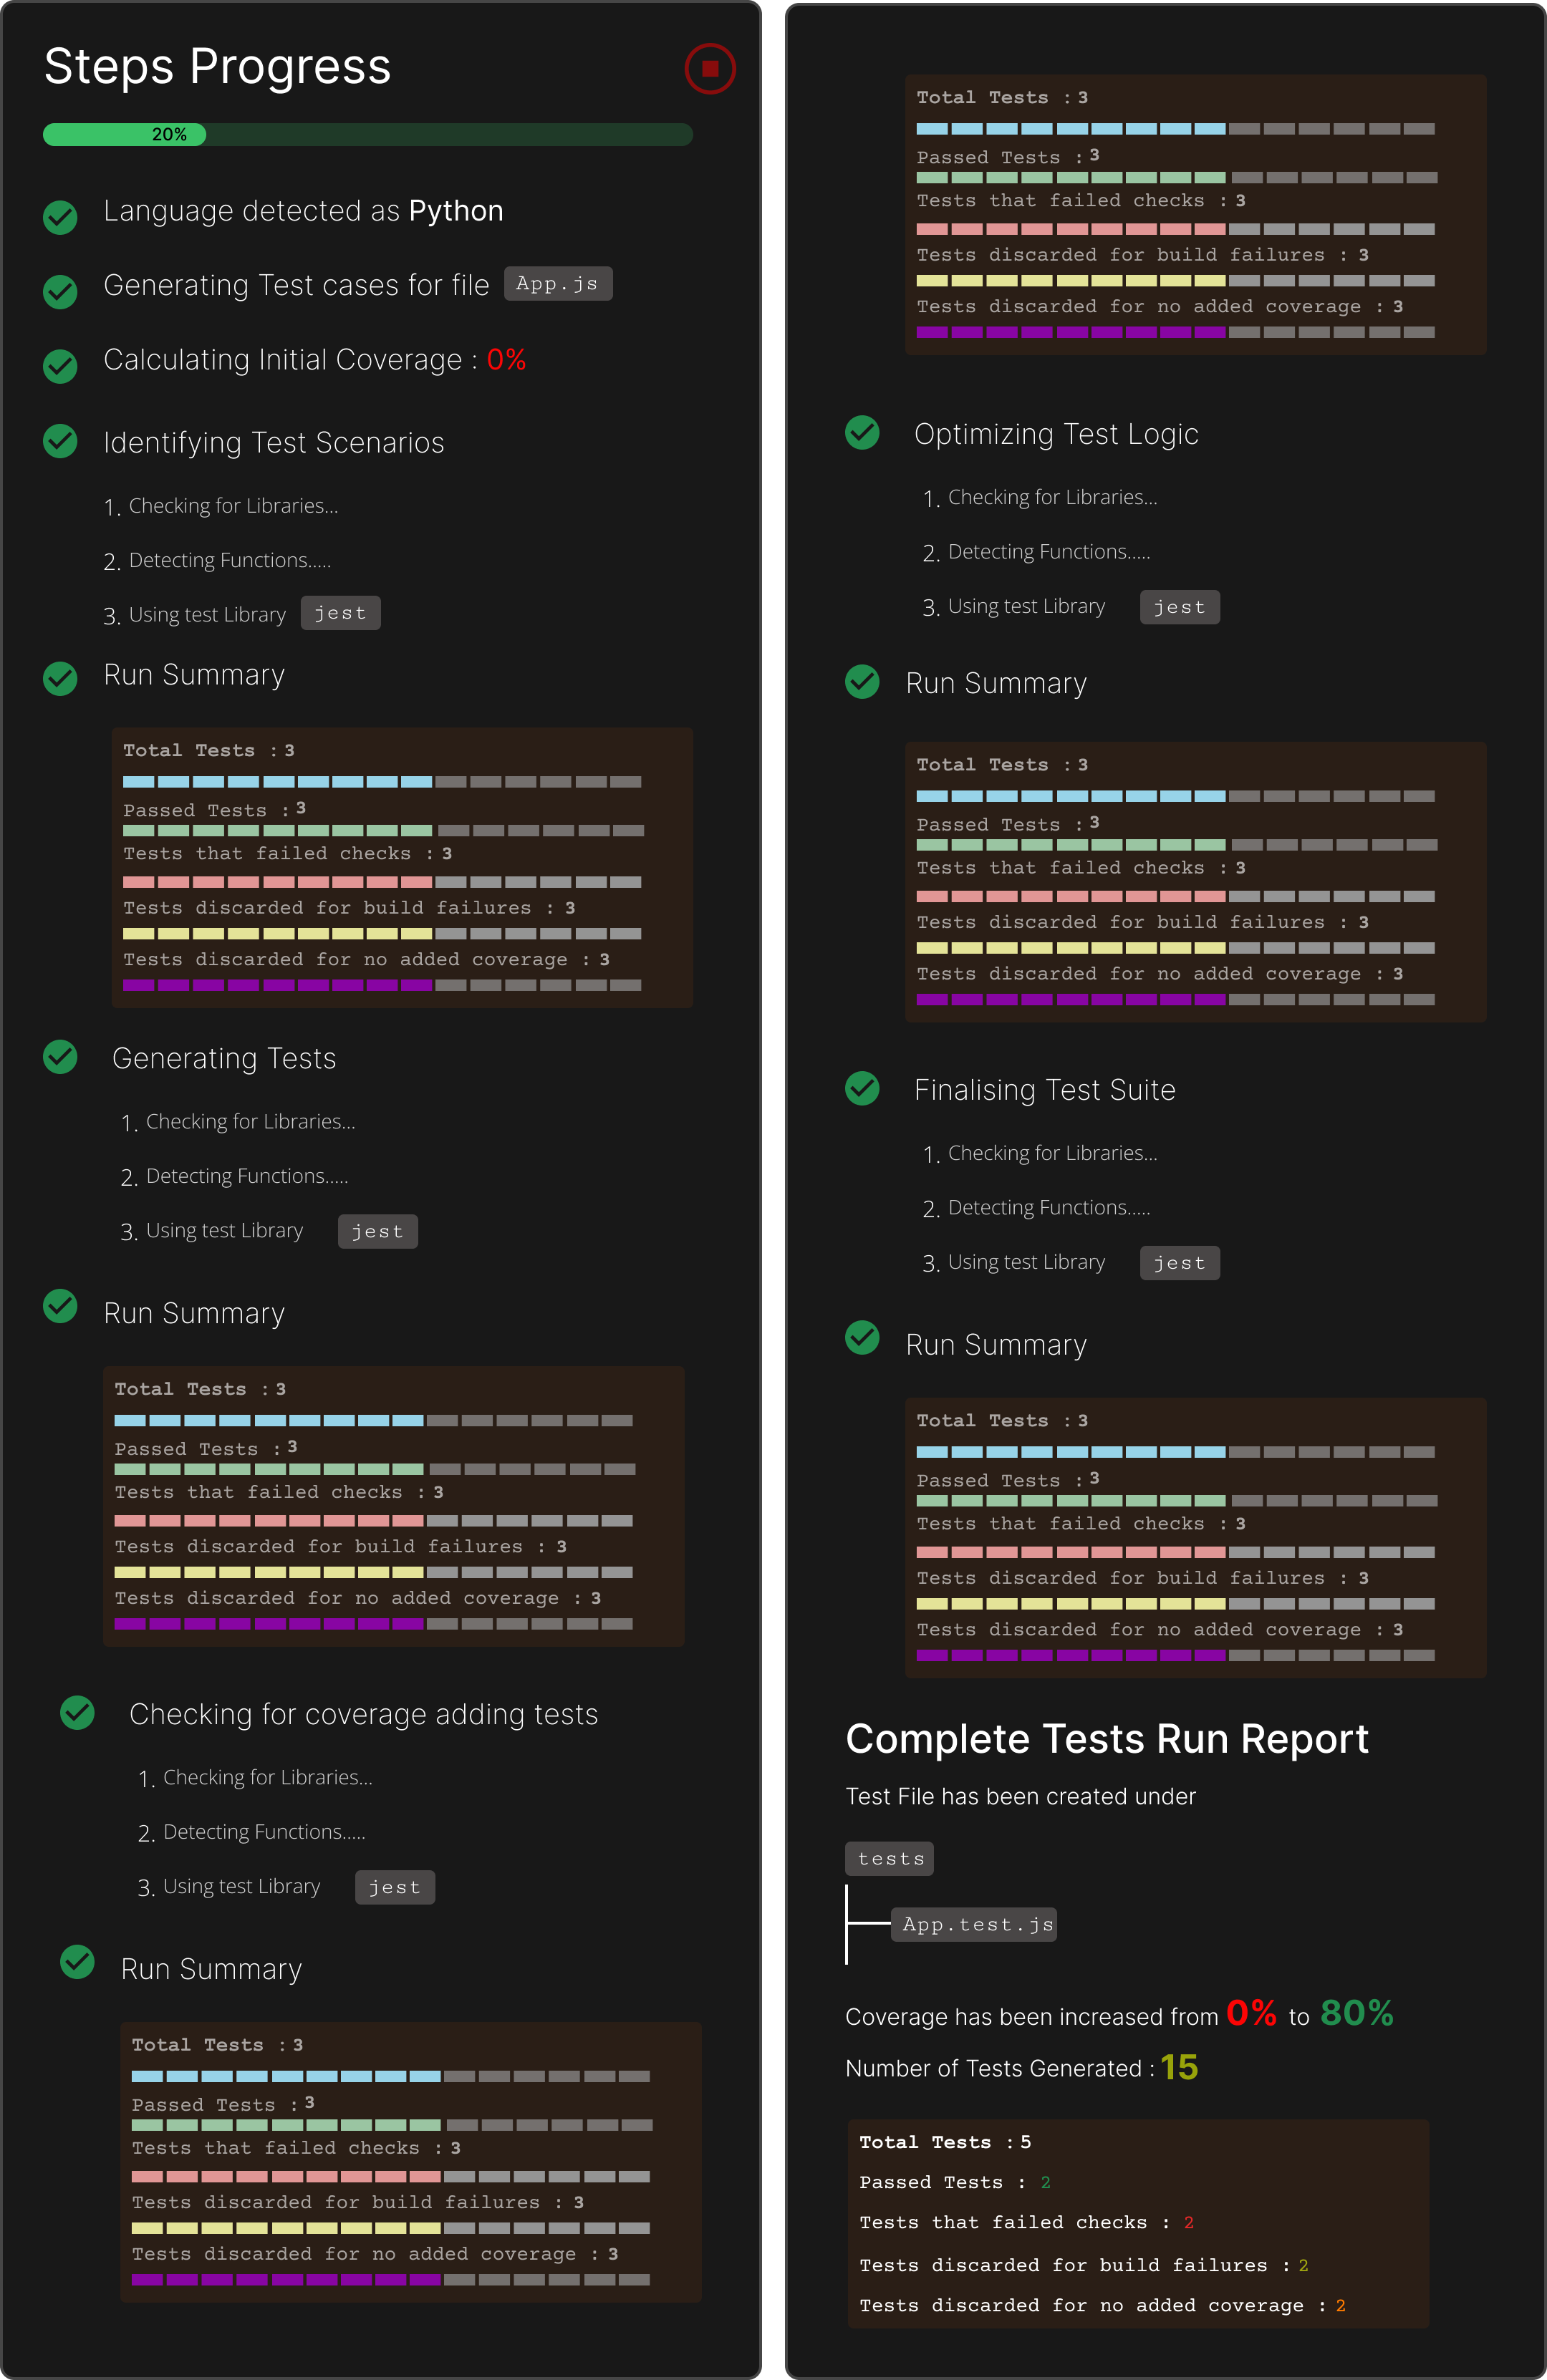 Steps Progress
20%
Language detected as Python
Generating Test cases for file App.js
Calculating Initial Coverage : 0%
Identifying Test Scenarios
1. Checking for Libraries...
2. Detecting Functions.....
3. Using test Library jest
Run Summary
Total Tests : 3
Passed Tests : 3
Tests that failed checks : 3
Tests discarded for build failures : 3
Tests discarded for no added coverage : 3
Generating Tests
1. Checking for Libraries...
2. Detecting Functions.....
3. Using test Library jest
Run Summary
Total Tests : 3
Passed Tests : 3
Tests that failed checks : 3
Tests discarded for build failures : 3
Tests discarded for no added coverage : 3
Checking for coverage adding tests
1. Checking for Libraries...
2. Detecting Functions.....
3. Using test Library jest
Run Summary
Total Tests : 3
Passed Tests : 3
Tests that failed checks : 3
Tests discarded for build failures : 3
Tests discarded for no added coverage : 3
Total Tests : 3
Passed Tests : 3
Tests that failed checks : 3
Tests discarded for build failures : 3
Tests discarded for no added coverage : 3
Optimizing Test Logic
1. Checking for Libraries...
2. Detecting Functions.....
3. Using test Library jest
Run Summary
Total Tests : 3
Passed Tests : 3
Tests that failed checks : 3
Tests discarded for build failures : 3
Tests discarded for no added coverage : 3
Finalising Test Suite
1. Checking for Libraries...
2. Detecting Functions.....
3. Using test Library jest
Run Summary
Total Tests : 3
Passed Tests : 3
Tests that failed checks : 3
Tests discarded for build failures : 3
Tests discarded for no added coverage : 3
Complete Tests Run Report
Test File has been created under
tests
App.test.js
Coverage has been increased from 0% to 80%
Number of Tests Generated : 15
Total Tests : 5
Passed Tests : 2
Tests that failed checks : 2
Tests discarded for build failures : 2
Tests discarded for no added coverage : 2